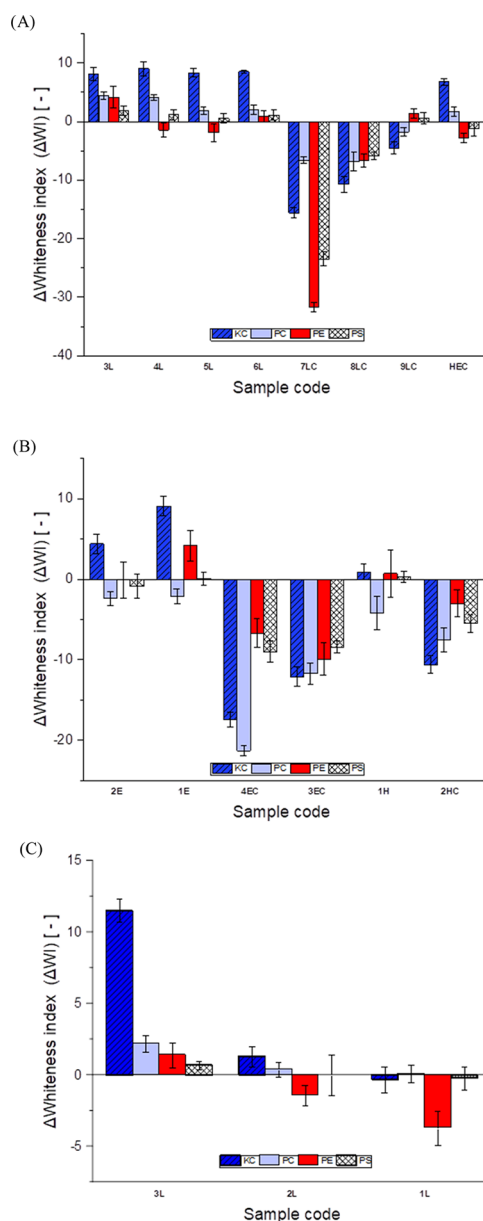 (A)
10
0
-10
-20
-30
-40
ΔWhiteness index (ΔWI) [ - ]
KC PC PE PS
3L 4L 5L 6L 7LC 8LC 9LC HEC
Sample code
(B)
10
0
-10
-20
ΔWhiteness index (ΔWI) [ - ]
KC PC PE PS
2E 1E 4EC 3EC 1H 2HC
Sample code
(C)
15
10
5
0
-5
ΔWhiteness index (ΔWI) [ - ]
KC PC PE PS
3L 2L 1L
Sample code